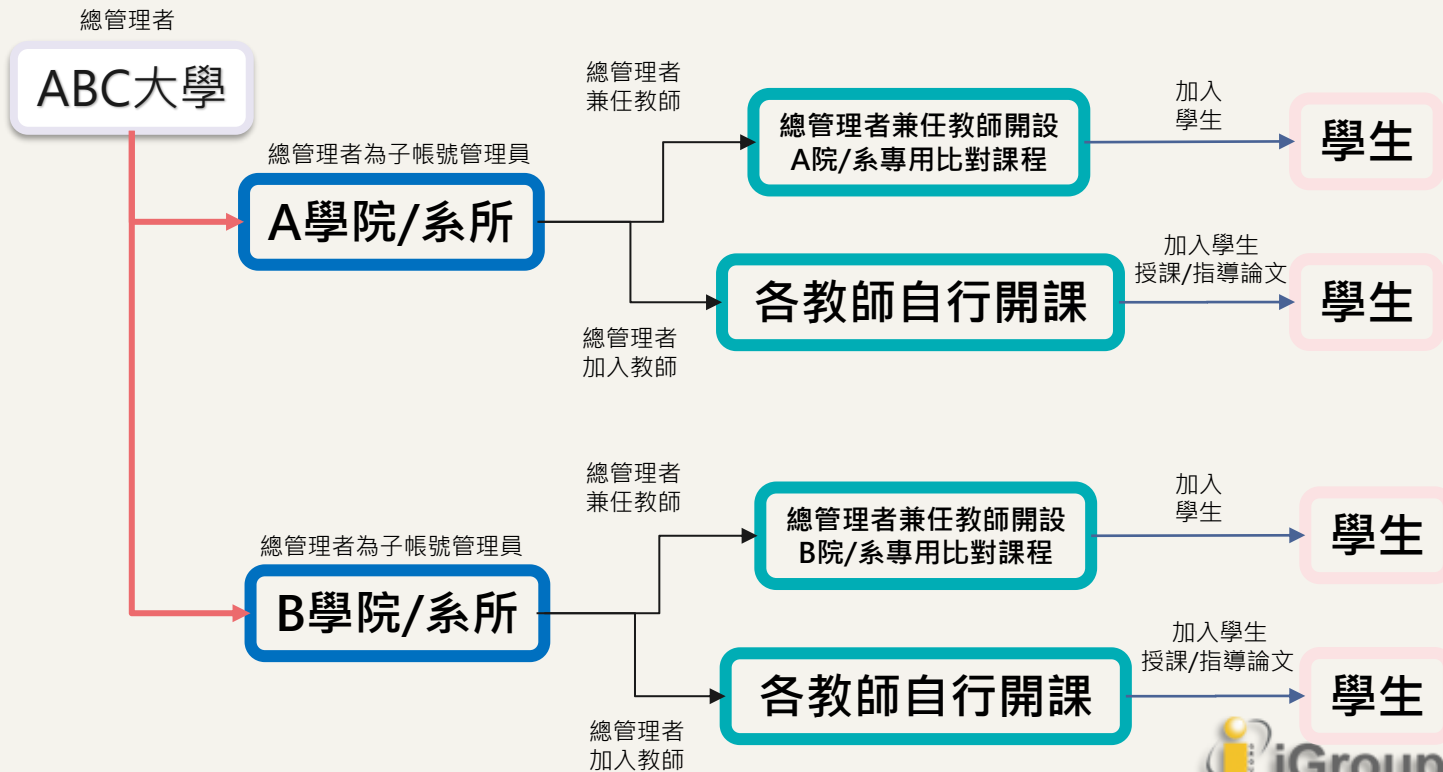 總管理者
ABC大學
總管理者為子帳號管理員
A學院/系所
總管理者
兼任教師
總管理者兼任教師開設
A院/系專用比對課程
加入
學生
學生
總管理者
加入教師
各教師自行開課
加入學生
授課/指導論文
學生
總管理者為子帳號管理員
B學院/系所
總管理者
兼任教師
總管理者兼任教師開設
B院/系專用比對課程
加入
學生
學生
總管理者
加入教師
各教師自行開課
加入學生
授課/指導論文
學生
iGroup